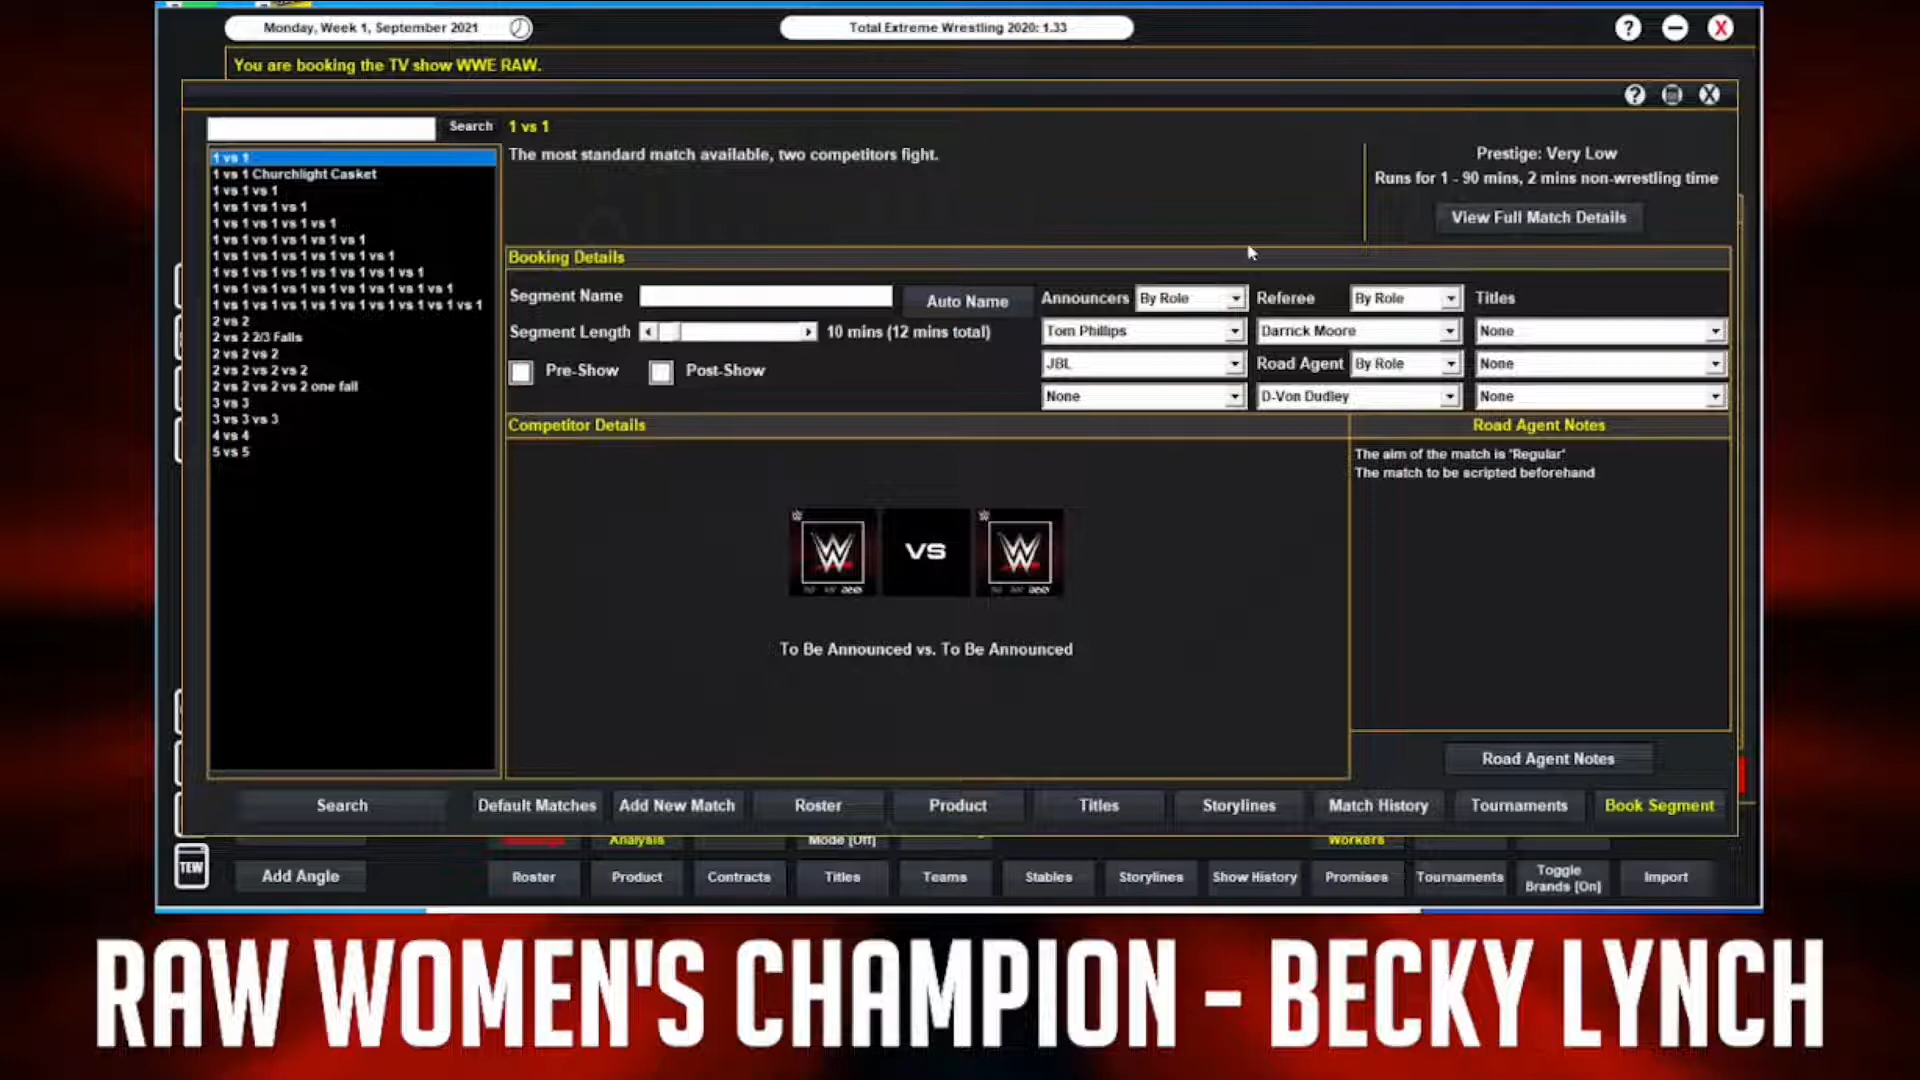 Monday, Week 1, September 2021
Total Extreme Wrestling 2020: 1.33
?
X
You are booking the TV show WWE RAW.
?
X
Search
1 vs 1
The most standard match available, two competitors fight.
Prestige: Very Low
Runs for 1 - 90 mins, 2 mins non-wrestling time
View Full Match Details
1 vs 1
1 vs 1 Churchlight Casket
1 vs 1 vs 1
1 vs 1 vs 1 vs 1
1 vs 1 vs 1 vs 1 vs 1
1 vs 1 vs 1 vs 1 vs 1 vs 1
1 vs 1 vs 1 vs 1 vs 1 vs 1 vs 1
1 vs 1 vs 1 vs 1 vs 1 vs 1 vs 1 vs 1
1 vs 1 vs 1 vs 1 vs 1 vs 1 vs 1 vs 1 vs 1
1 vs 1 vs 1 vs 1 vs 1 vs 1 vs 1 vs 1 vs 1 vs 1
2 vs 2
2 vs 2 2/3 Falls
2 vs 2 vs 2
2 vs 2 vs 2 vs 2
2 vs 2 vs 2 vs 2 one fall
3 vs 3
3 vs 3 vs 3
4 vs 4
5 vs 5
Booking Details
Segment Name
Auto Name
Segment Length
10 mins (12 mins total)
Pre-Show
Post-Show
Announcers
By Role
Tom Phillips
JBL
None
Referee
By Role
Darrick Moore
Road Agent
By Role
D-Von Dudley
Titles
None
None
None
Competitor Details
VS
To Be Announced vs. To Be Announced
Road Agent Notes
The aim of the match is 'Regular'
The match to be scripted beforehand
Road Agent Notes
Search
Default Matches
Add New Match
Roster
Product
Titles
Storylines
Match History
Tournaments
Book Segment
Analysis
Mode [Off]
Workers
TEW
Add Angle
Roster
Product
Contracts
Titles
Teams
Stables
Storylines
Show History
Promises
Tournaments
Toggle
Brands [On]
Import
RAW WOMEN'S CHAMPION - BECKY LYNCH